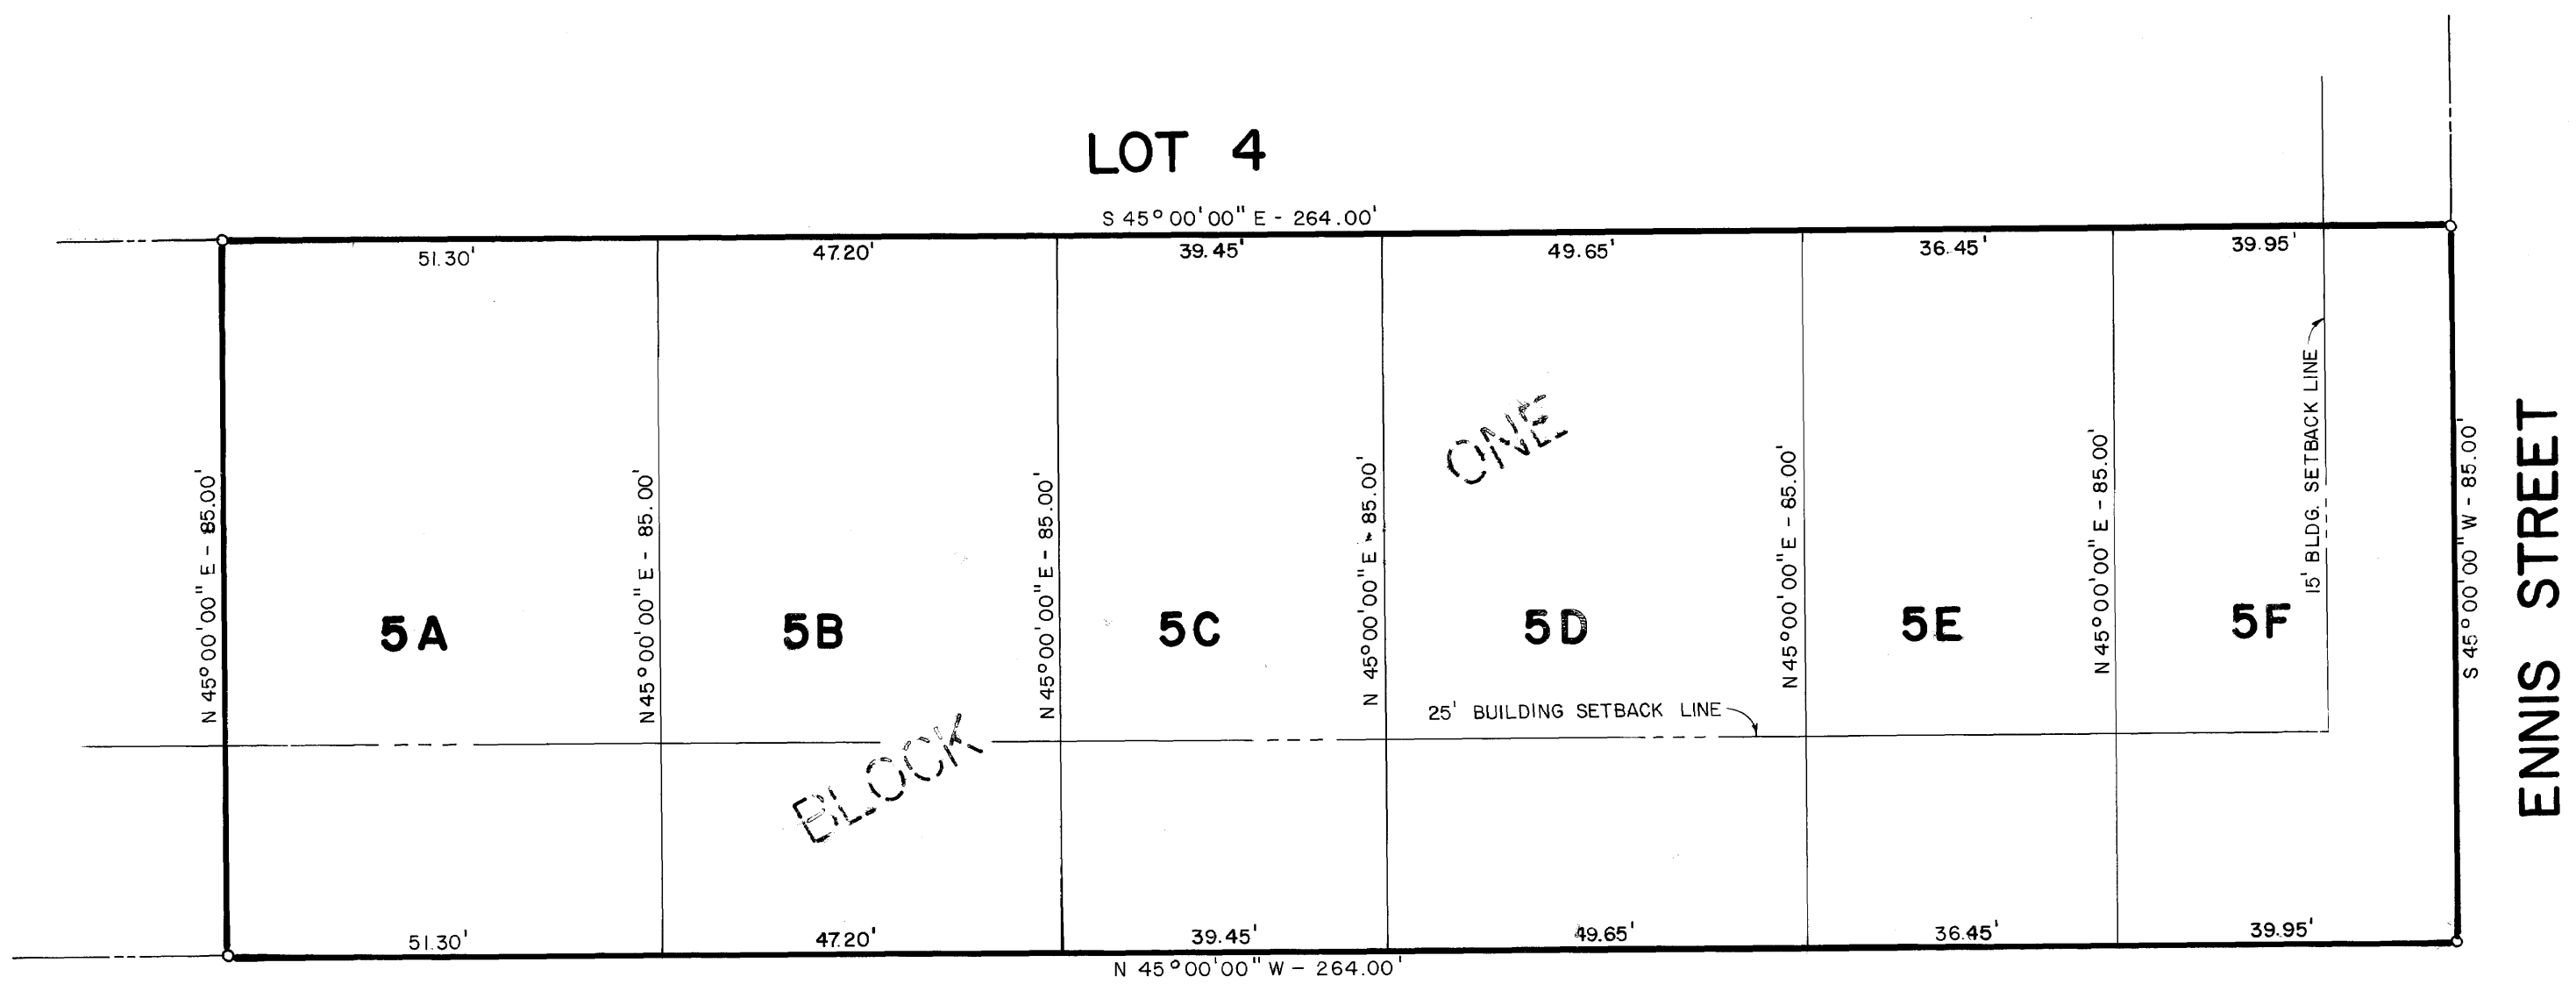 LOT 4
S 45° 00' 00" E - 264.00'
51.30'
47.20'
39.45'
49.65'
36.45'
39.95'
N 45° 00' 00" E - 85.00'
N 45° 00' 00" E - 85.00'
N 45° 00' 00" E - 85.00'
N 45° 00' 00" E - 85.00'
N 45° 00' 00" E - 85.00'
N 45° 00' 00" E - 85.00'
15' BLDG. SETBACK LINE
S 45° 00' 00" W - 85.00'
ENNIS STREET
ONE
5A
5B
5C
5D
5E
5F
25' BUILDING SETBACK LINE
BLOCK
51.30'
47.20'
39.45'
49.65'
36.45'
39.95'
N 45° 00' 00" W - 264.00'